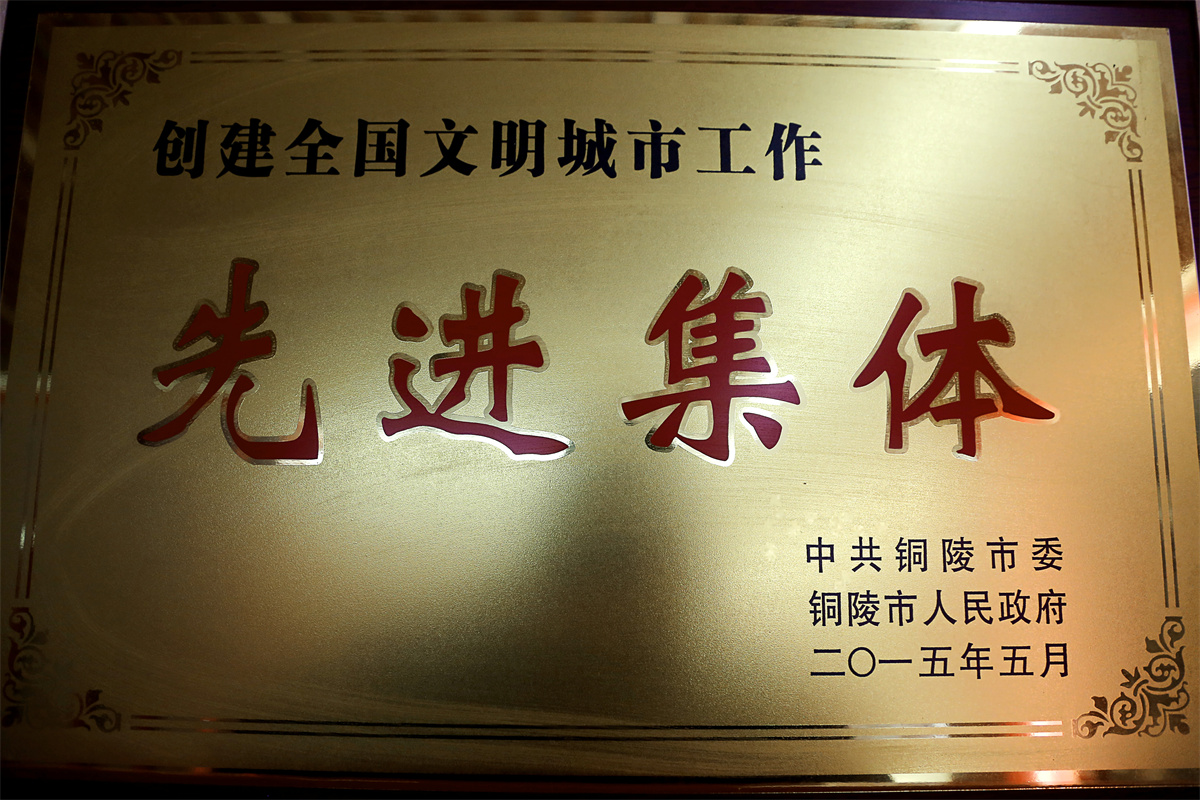 创建全国文明城市工作
先进集体
中共铜陵市委
铜陵市人民政府
二〇一五年五月